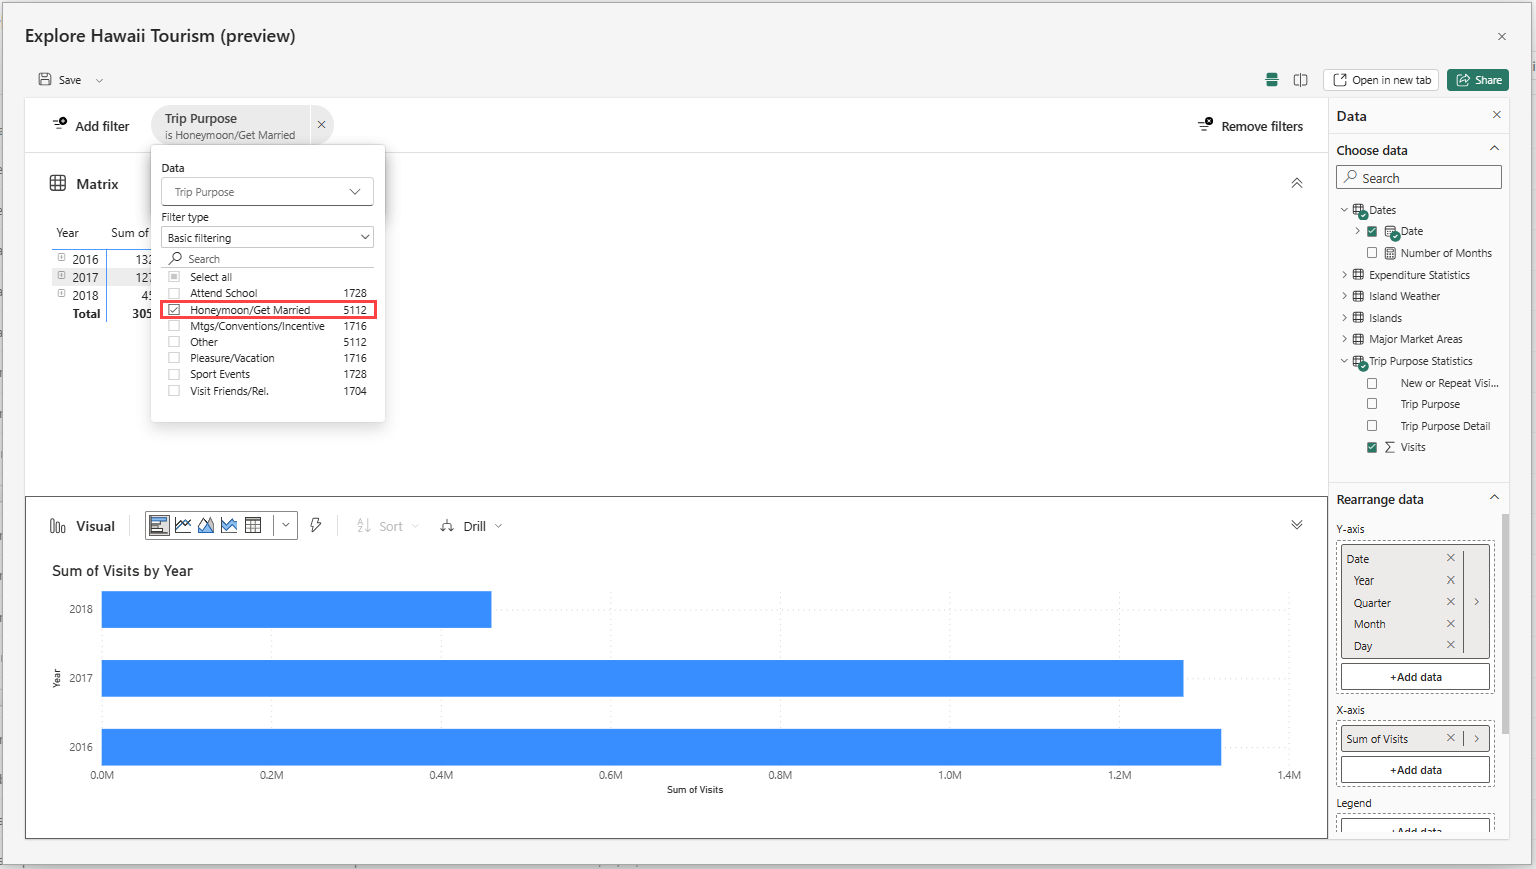 Explore Hawaii Tourism (preview)
Save
Open in new tab
Share
Add filter
Trip Purpose
is Honeymoon/Get Married
Remove filters
Data
Trip Purpose
Filter type
Basic filtering
Search
Select all
Attend School 1728
Honeymoon/Get Married 5112
Mtgs/Conventions/Incentive 1716
Other 5112
Pleasure/Vacation 1716
Sport Events 1728
Visit Friends/Rel. 1704
Matrix
Year Sum of
2016 132
2017 127
2018 45
Total 305
Visual
Sort
Drill
Sum of Visits by Year
Year
2018
2017
2016
0.0M 0.2M 0.4M 0.6M 0.8M 1.0M 1.2M 1.4M
Sum of Visits
Data
Choose data
Search
Dates
Date
Number of Months
Expenditure Statistics
Island Weather
Islands
Major Market Areas
Trip Purpose Statistics
New or Repeat Visi...
Trip Purpose
Trip Purpose Detail
Visits
Rearrange data
Y-axis
Date
Year
Quarter
Month
Day
+Add data
X-axis
Sum of Visits
+Add data
Legend
+Add data